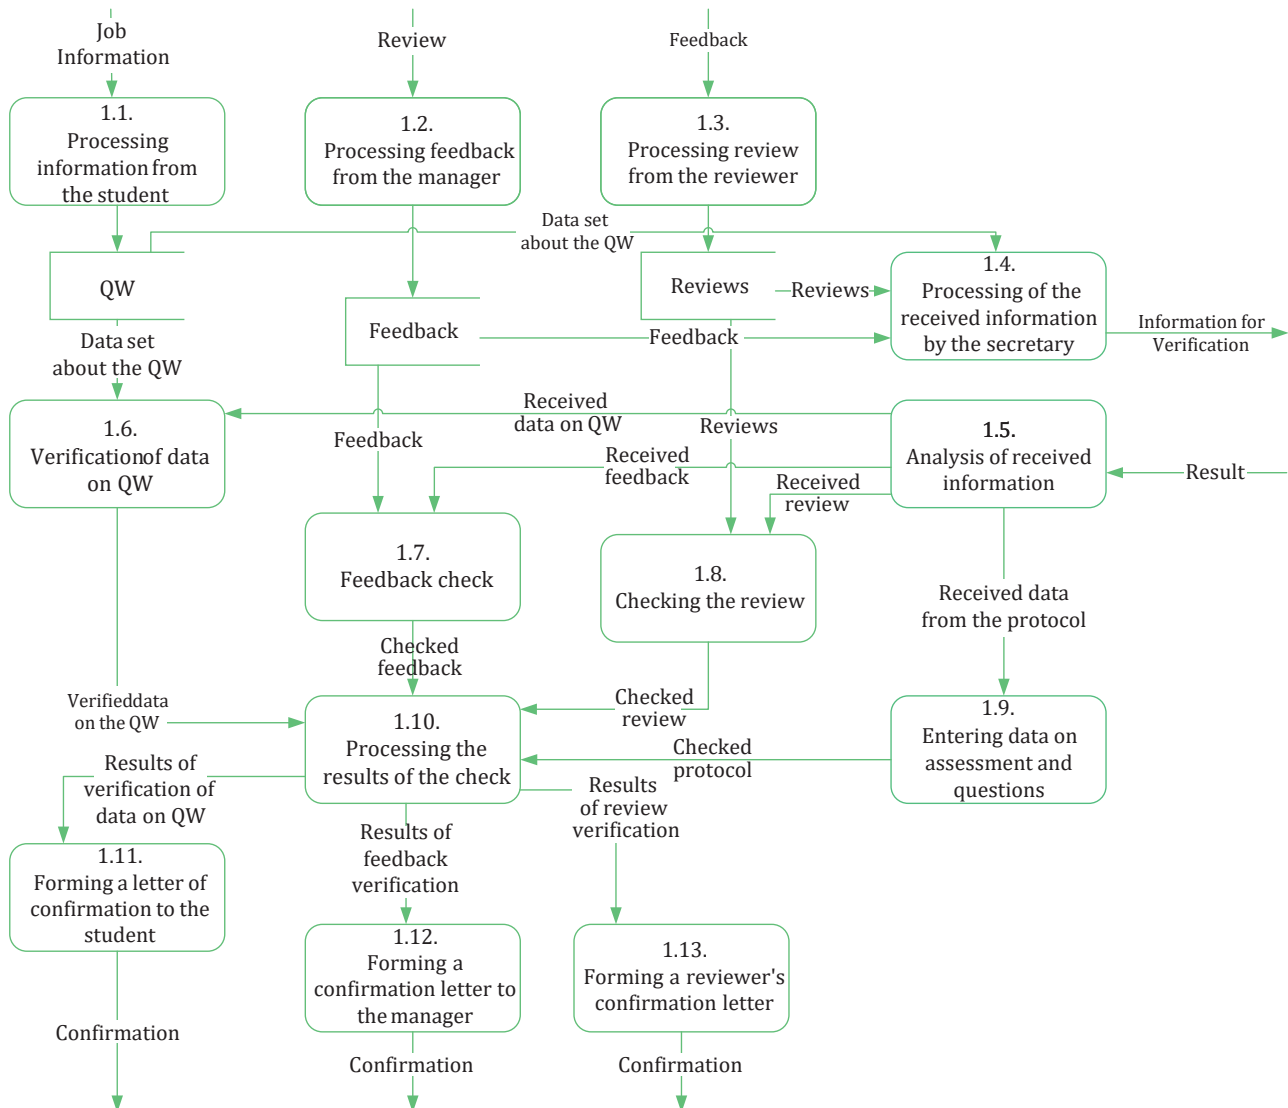 Job
Information
Review
Feedback
1.1.
Processing
information from
the student
1.2.
Processing feedback
from the manager
1.3.
Processing review
from the reviewer
Data set
about the QW
QW
Feedback
Reviews
Reviews
Feedback
1.4.
Processing of the
received information
by the secretary
Information for
Verification
Data set
about the QW
Feedback
Received
data on QW
Reviews
1.6.
Verification of data
on QW
Received
feedback
Received
review
1.5.
Analysis of received
information
Result
1.7.
Feedback check
1.8.
Checking the review
Received data
from the protocol
Checked
feedback
Verified data
on the QW
1.10.
Processing the
results of the check
Checked
review
Checked
protocol
1.9.
Entering data on
assessment and
questions
Results of
verification of
data on QW
Results of
feedback
verification
Results
of review
verification
1.11.
Forming a letter of
confirmation to the
student
1.12.
Forming a
confirmation letter to
the manager
1.13.
Forming a reviewer's
confirmation letter
Confirmation
Confirmation
Confirmation